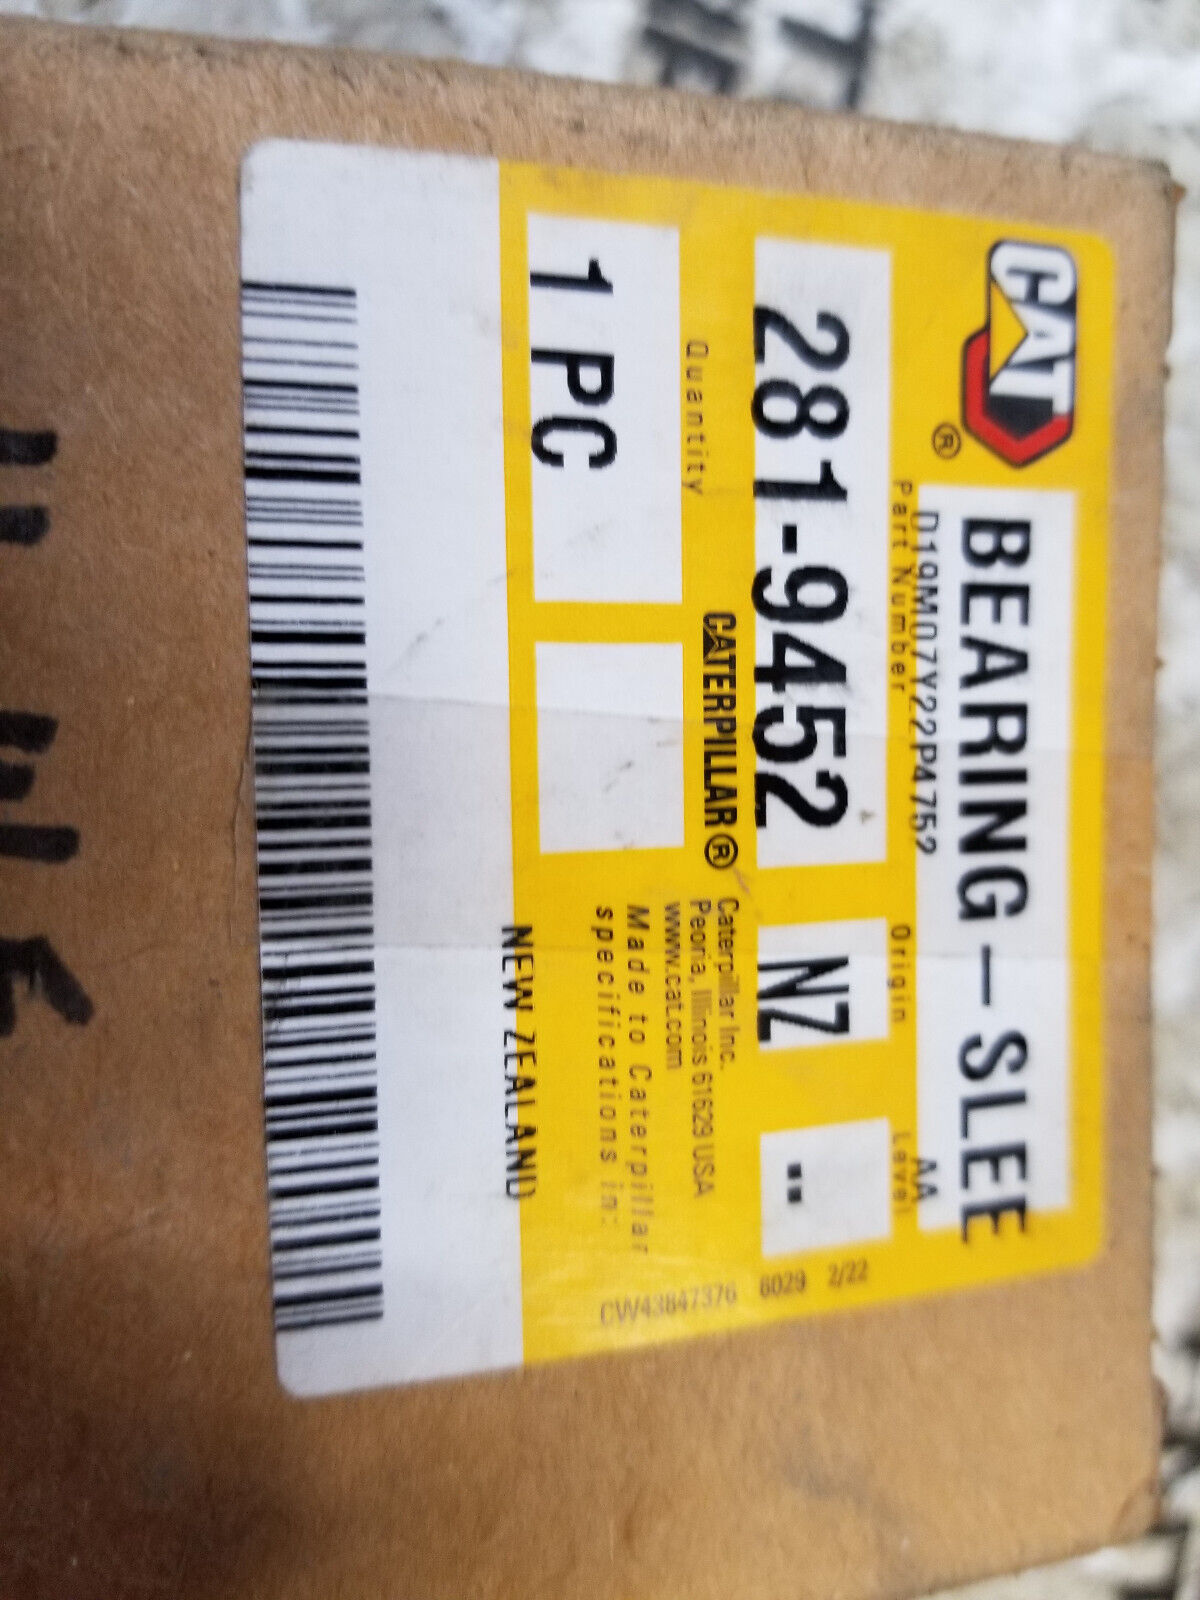 CAT®
BEARING-SLEE
D19M07Y22P4752 AA
Part Number Origin Level
281-9452 NZ --
Quantity
CATERPILLAR®
1 PC
Caterpillar Inc.
Peoria, Illinois 61629 USA
www.cat.com
Made to Caterpillar
specifications in:
NEW ZEALAND
CW43847376 6029 2/22